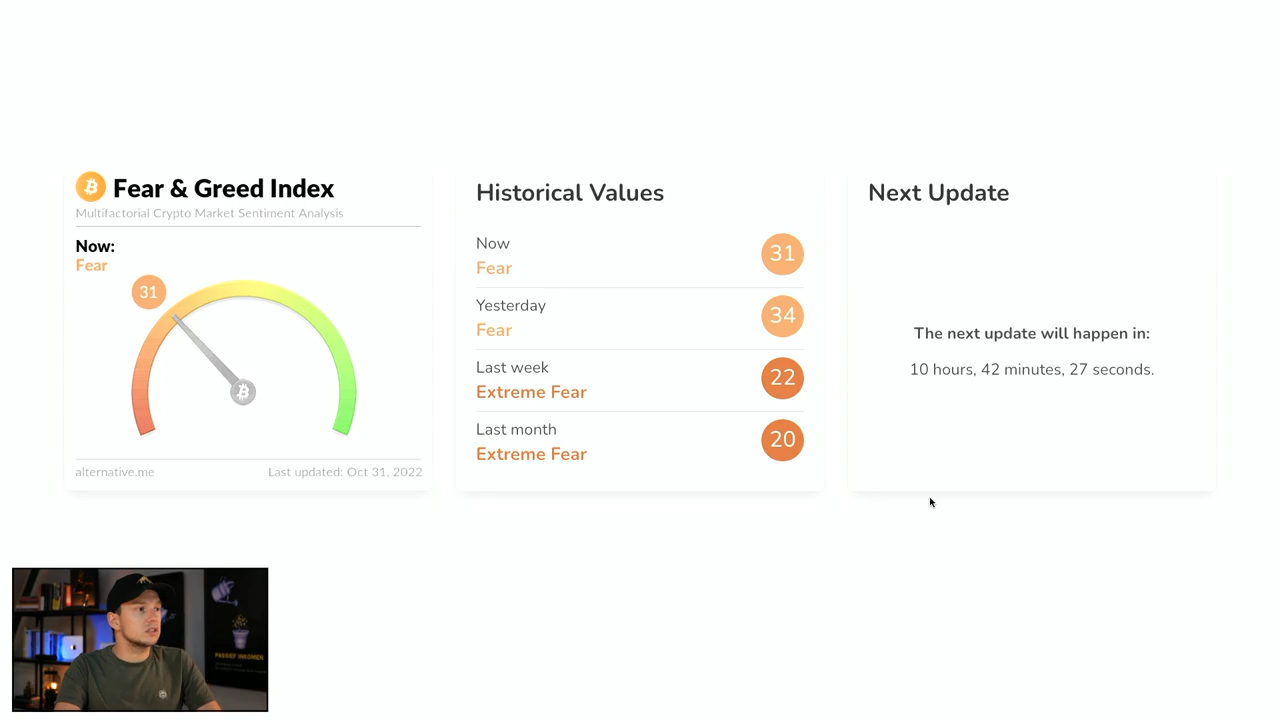 Fear & Greed Index
Multifactorial Crypto Market Sentiment Analysis
Now:
Fear
31
alternative.me
Last updated: Oct 31, 2022
Historical Values
Now
Fear
31
Yesterday
Fear
34
Last week
Extreme Fear
22
Last month
Extreme Fear
20
Next Update
The next update will happen in:
10 hours, 42 minutes, 27 seconds.
PASSIEF INKOMEN